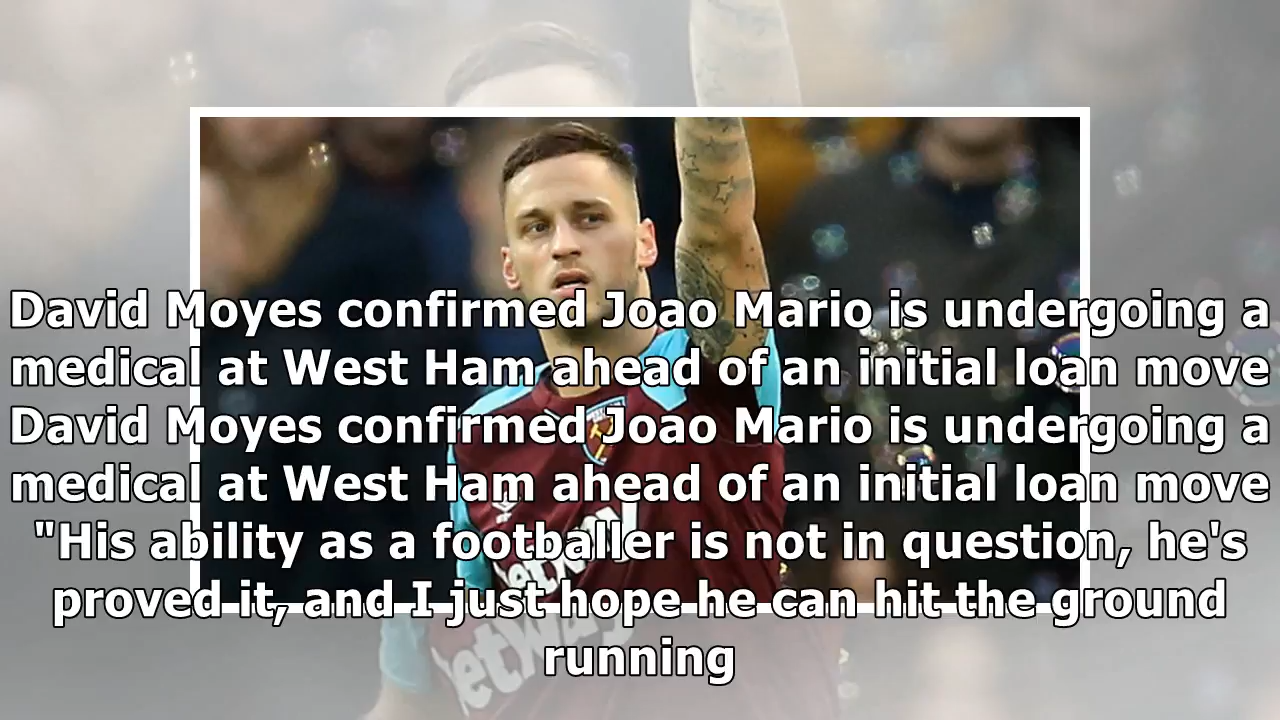 David Moyes confirmed Joao Mario is undergoing a
medical at West Ham ahead of an initial loan move
David Moyes confirmed Joao Mario is undergoing a
medical at West Ham ahead of an initial loan move
"His ability as a footballer is not in question, he's
proved it, and I just hope he can hit the ground
running
betway
betway